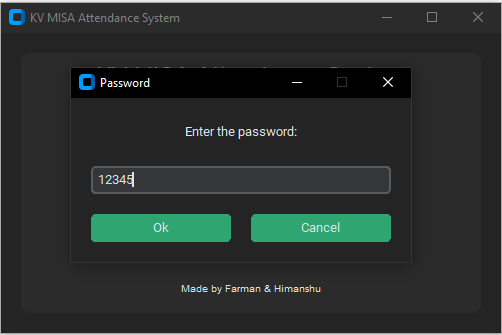 KV MISA Attendance System
Password
Enter the password:
12345
Ok
Cancel
Made by Farman & Himanshu